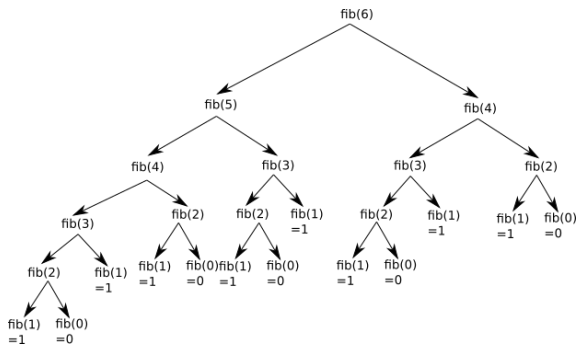 fib(6)
fib(5)
fib(4)
fib(4)
fib(3)
fib(3)
fib(2)
fib(3)
fib(2)
fib(2)
fib(1)
=1
fib(2)
fib(1)
=1
fib(1)
=1
fib(0)
=0
fib(2)
fib(1)
=1
fib(1)
=1
fib(0)
=0
fib(1)
=1
fib(0)
=0
fib(1)
=1
fib(0)
=0
fib(1)
=1
fib(0)
=0